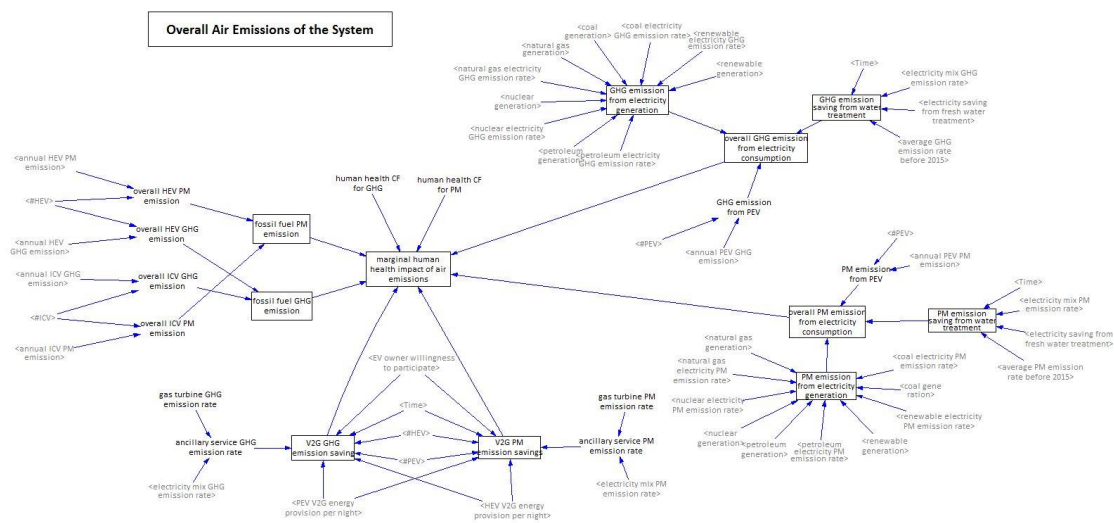 Overall Air Emissions of the System
<coal
generation>
<coal electricity
GHG emission rate>
<renewable
electricity GHG
emission rate>
<natural gas
generation>
<renewable
generation>
<natural gas electricity
GHG emission rate>
<nuclear
generation>
<nuclear electricity
GHG emission rate>
<petroleum
generation>
<petroleum electricity
GHG emission rate>
GHG emission
from electricity
generation
<Time>
<electricity mix GHG
emission rate>
<electricity saving
from fresh water
treatment>
<average GHG
emission rate
before 2015>
GHG emission
saving from water
treatment
overall GHG emission
from electricity
consumption
GHG emission
from PEV
<#PEV>
<annual PEV GHG
emission>
<annual HEV PM
emission>
<#HEV>
<annual HEV
GHG emission>
<annual ICV GHG
emission>
<#ICV>
<annual ICV PM
emission>
overall HEV PM
emission
overall HEV GHG
emission
overall ICV GHG
emission
overall ICV PM
emission
fossil fuel PM
emission
fossil fuel GHG
emission
human health CF
for GHG
human health CF
for PM
marginal human
health impact of air
emissions
<#PEV>
<annual PEV PM
emission>
PM emission
from PEV
overall PM emission
from electricity
consumption
<Time>
<electricity mix PM
emission rate>
<electricity saving from
fresh water treatment>
<average PM emission
rate before 2015>
PM emission
saving from water
treatment
<natural gas
generation>
<natural gas
electricity PM
emission rate>
<nuclear electricity
PM emission rate>
<nuclear
generation>
<petroleum
generation>
<petroleum
electricity PM
emission rate>
<renewable
generation>
<renewable electricity
PM emission rate>
<coal gene
ration>
<coal electricity
PM emission rate>
PM emission
from electricity
generation
<EV owner willingness
to participate>
<Time>
<#HEV>
<#PEV>
gas turbine GHG
emission rate
ancillary service GHG
emission rate
<electricity mix GHG
emission rate>
V2G GHG
emission saving
V2G PM
emission savings
gas turbine PM
emission rate
ancillary service PM
emission rate
<electricity mix PM
emission rate>
<PEV V2G energy
provision per night>
<HEV V2G energy
provision per night>